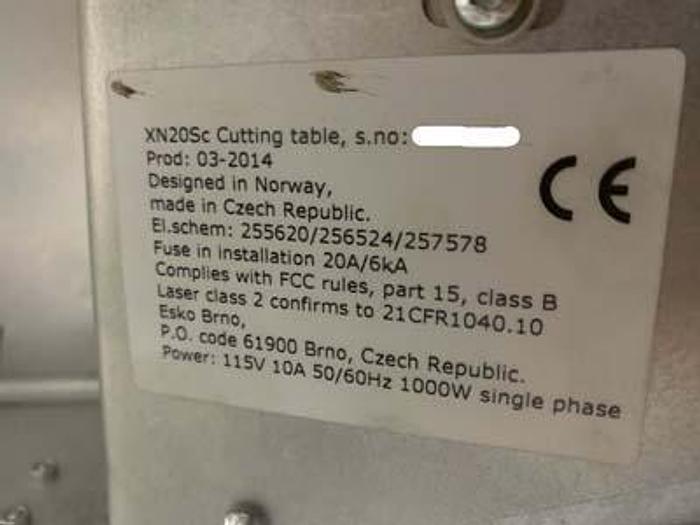 XN20Sc Cutting table, s.no:
Prod: 03-2014
Designed in Norway,
made in Czech Republic.
El.schem: 255620/256524/257578
Fuse in installation 20A/6kA
Complies with FCC rules, part 15, class B
Laser class 2 confirms to 21CFR1040.10
Esko Brno,
P.O. code 61900 Brno, Czech Republic.
Power: 115V 10A 50/60Hz 1000W single phase
CE